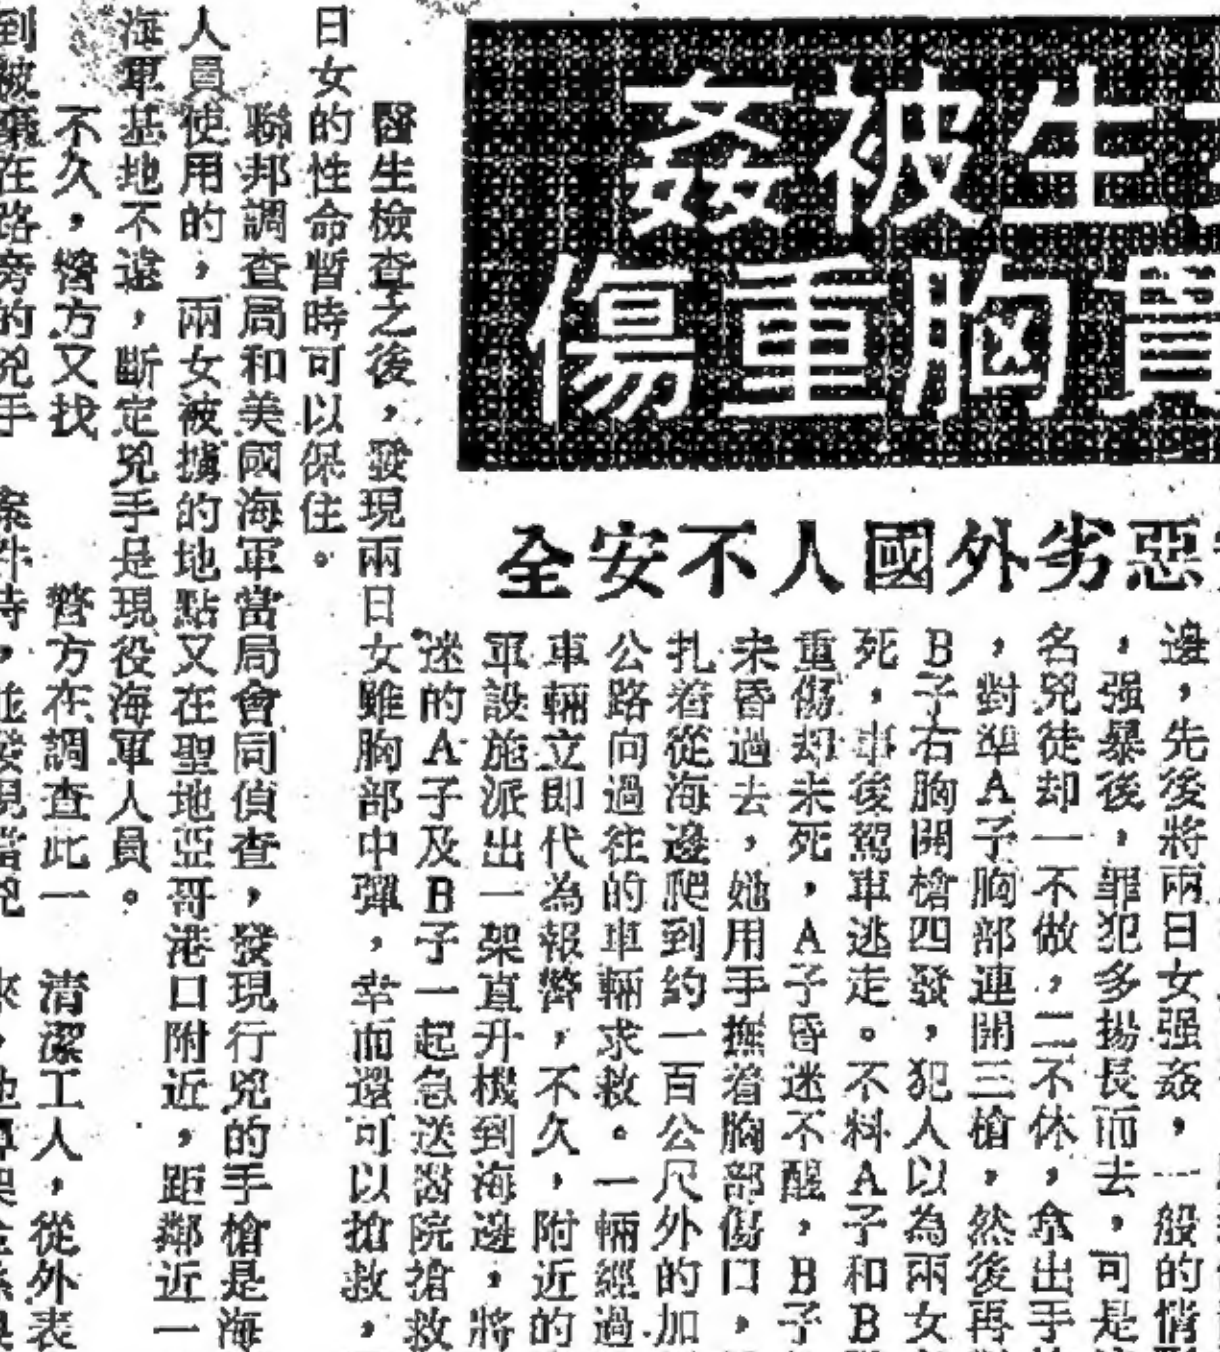 生被姦
貫胸重傷
惡劣外國人不安全
邊，先後將兩日女强姦，一般的情
，强暴後，罪犯多揚長而去，可是
名兇徒却一不做，二不休，拿出手
，對準A子胸部連開三槍，然後再
B子右胸開槍四發，犯人以為兩女
死，事後駕車逃走。不料A子和B
重傷却未死，A子昏迷不醒，B子
未昏過去，她用手撫着胸部傷口，
扎着從海邊爬到約一百公尺外的加
公路向過往的車輛求救。一輛經過
車輛立即代為報警，不久，附近的
軍設施派出一架直升機到海邊，將
迷的A子及B子一起急送醫院搶救
醫生檢查之後，發現兩日女雖胸部中彈，幸而還可以搶救，
日女的性命暫時可以保住。
聯邦調查局和美國海軍當局會同偵查，發現行兇的手槍是海
人員使用的，兩女被擄的地點又在聖地亞哥港口附近，距鄰近一
海軍基地不遠，斷定兇手是現役海軍人員。
不久，警方又找
到被棄在路旁的兇手
警方在調查此一
案件時，並發現當兇
清潔工人，從外表